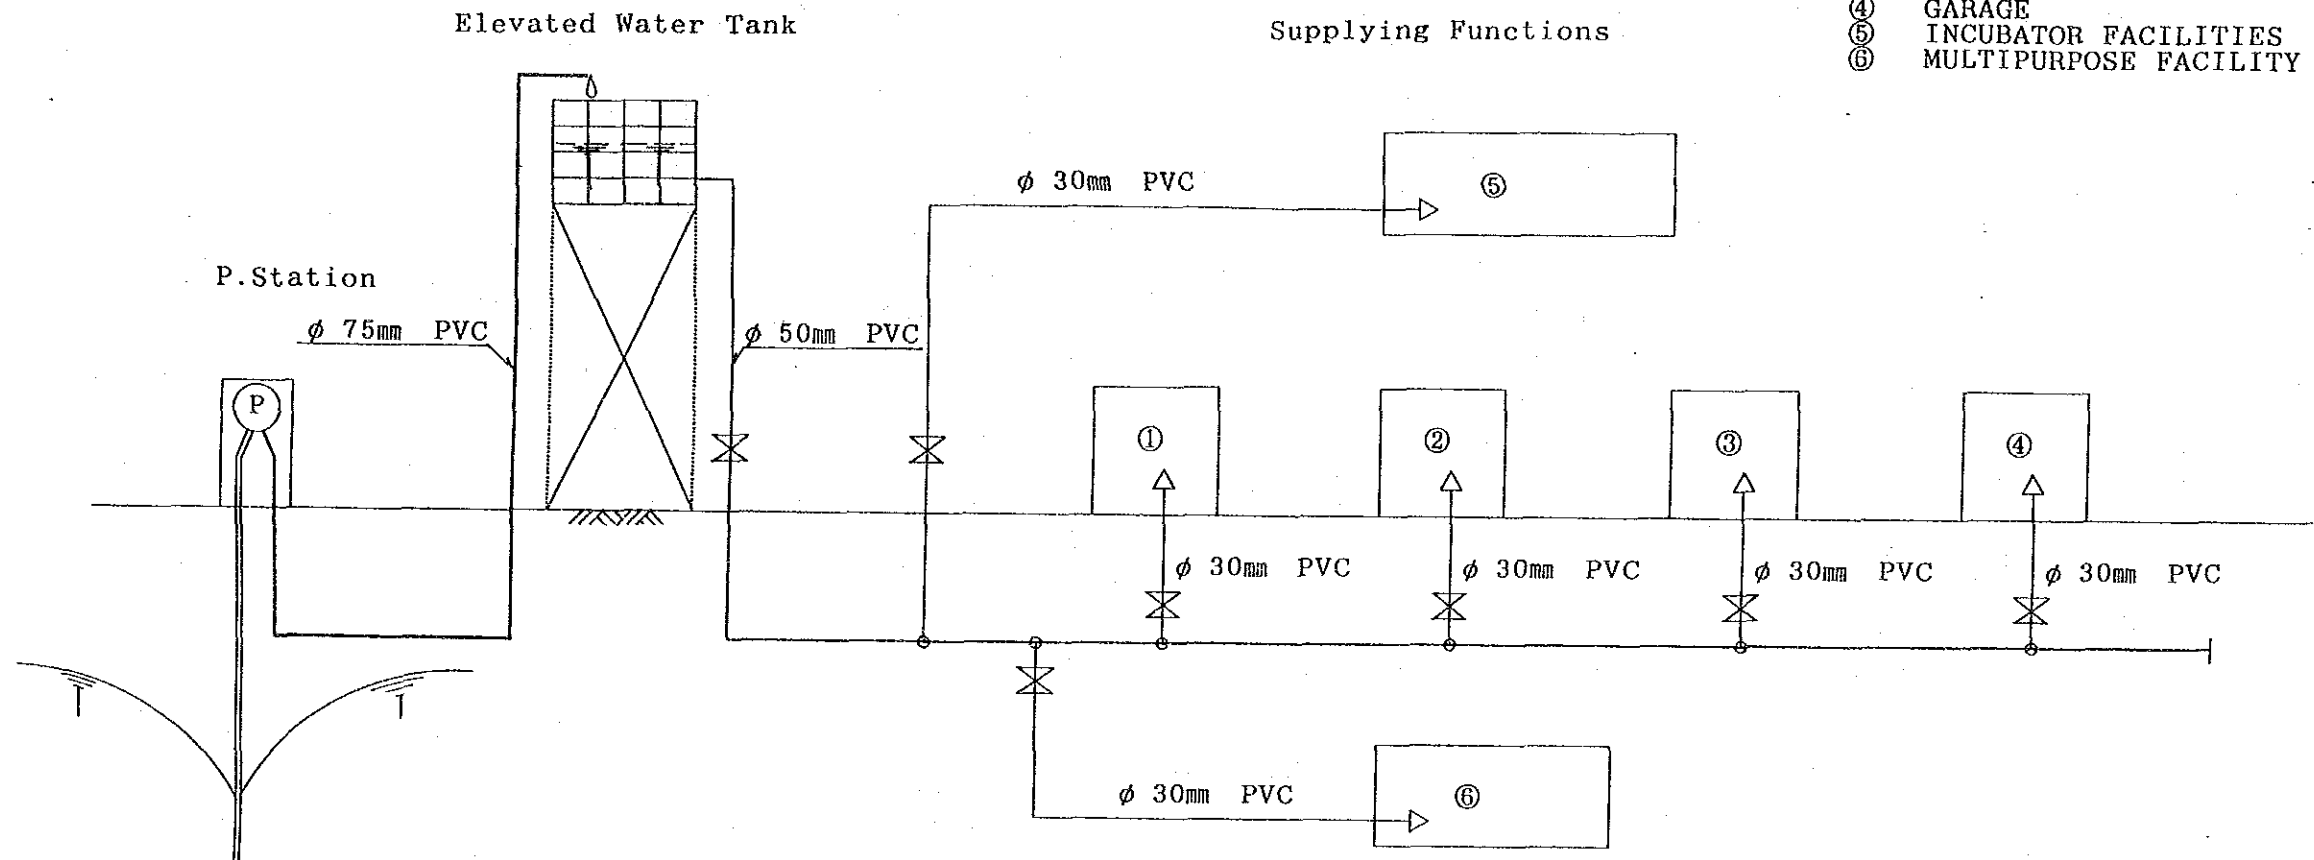 Elevated Water Tank
Supplying Functions
④ GARAGE
⑤ INCUBATOR FACILITIES
⑥ MULTIPURPOSE FACILITY
φ 30mm PVC
⑤
P.Station
φ 75mm PVC
φ 50mm PVC
P
①
②
③
④
φ 30mm PVC
φ 30mm PVC
φ 30mm PVC
φ 30mm PVC
φ 30mm PVC
⑥